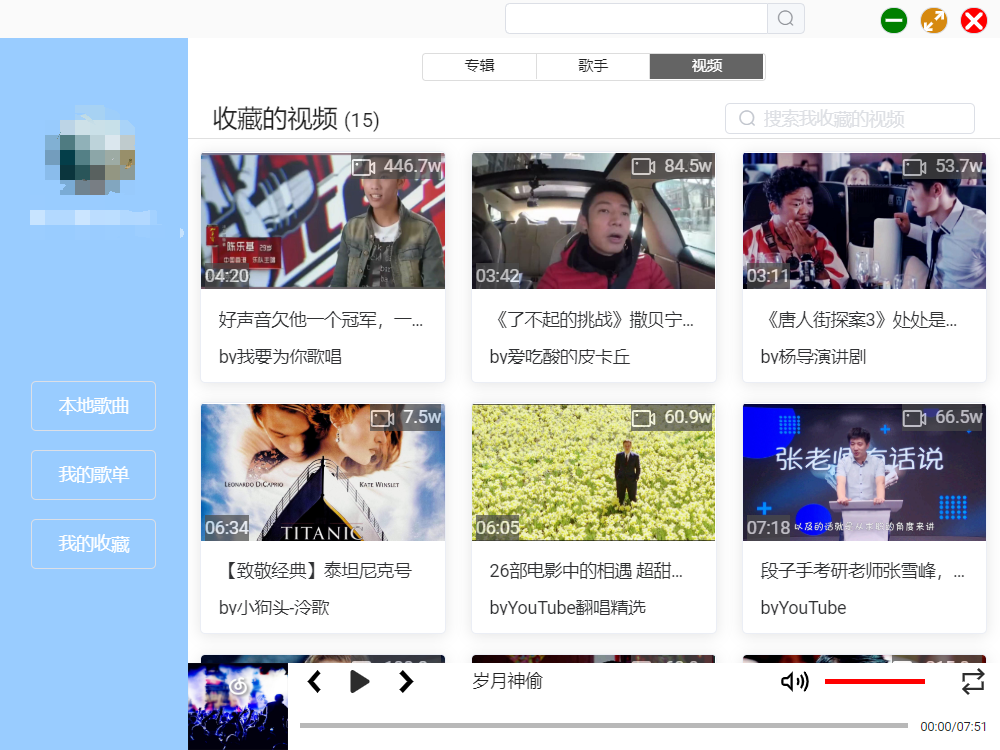 专辑
歌手
视频
收藏的视频 (15)
搜索我收藏的视频
本地歌曲
我的歌单
我的收藏
446.7w
陈乐基 29岁
04:20
好声音欠他一个冠军，一...
by我要为你歌唱
84.5w
03:42
《了不起的挑战》撒贝宁...
by爱吃酸的皮卡丘
53.7w
03:11
《唐人街探案3》处处是...
by杨导演讲剧
7.5w
LEONARDO DICAPRIO
KATE WINSLET
TITANIC
06:34
【致敬经典】泰坦尼克号
by小狗头-泠歌
60.9w
06:05
26部电影中的相遇 超甜...
byYouTube翻唱精选
66.5w
张老师有话说
07:18
段子手考研老师张雪峰，...
byYouTube
岁月神偷
00:00/07:51